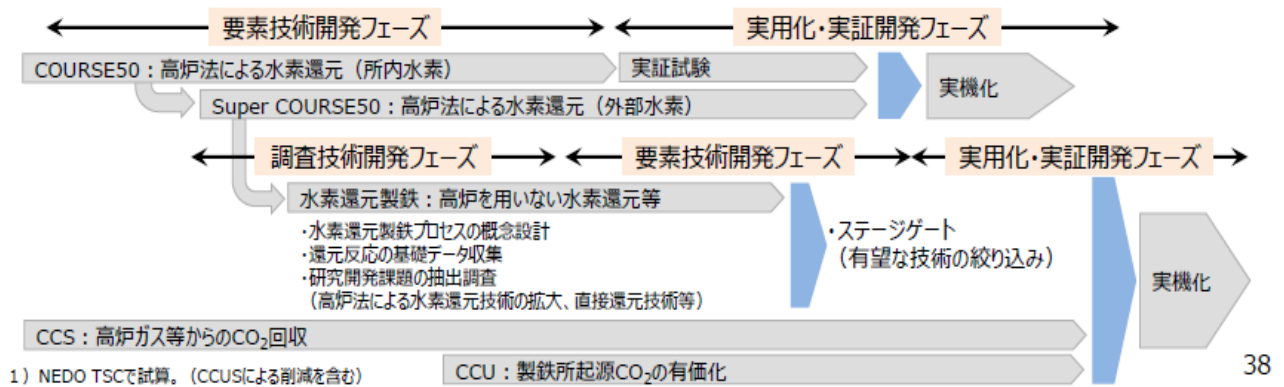 要素技術開発フェーズ
実用化・実証開発フェーズ
COURSE50：高炉法による水素還元（所内水素）
実証試験
実機化
Super COURSE50：高炉法による水素還元（外部水素）
調査技術開発フェーズ
要素技術開発フェーズ
実用化・実証開発フェーズ
水素還元製鉄：高炉を用いない水素還元等
・水素還元製鉄プロセスの概念設計
・還元反応の基礎データ収集
・研究開発課題の抽出調査
（高炉法による水素還元技術の拡大、直接還元技術等）
・ステージゲート
（有望な技術の絞り込み）
実機化
CCS：高炉ガス等からのCO₂回収
CCU：製鉄所起源CO₂の有価化
1）NEDO TSCで試算。（CCUSによる削減を含む）
38